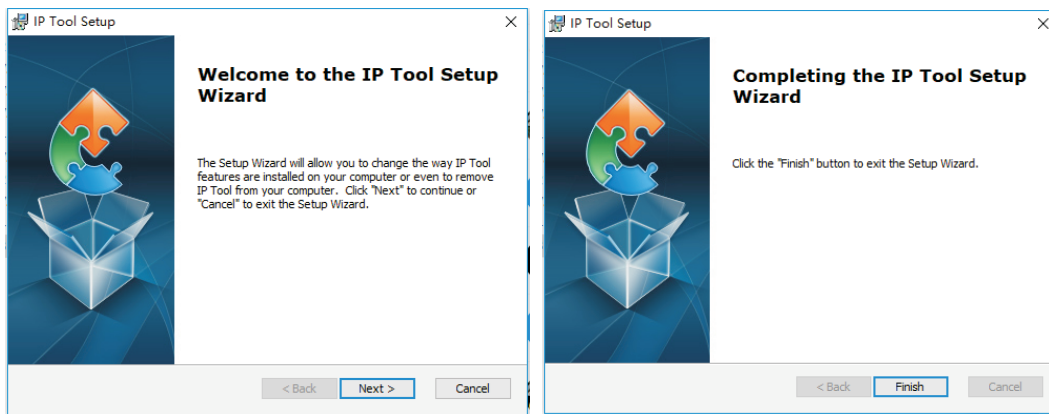 IP Tool Setup
Welcome to the IP Tool Setup
Wizard
The Setup Wizard will allow you to change the way IP Tool
features are installed on your computer or even to remove
IP Tool from your computer. Click "Next" to continue or
"Cancel" to exit the Setup Wizard.
< Back Next > Cancel
IP Tool Setup
Completing the IP Tool Setup
Wizard
Click the "Finish" button to exit the Setup Wizard.
< Back Finish Cancel